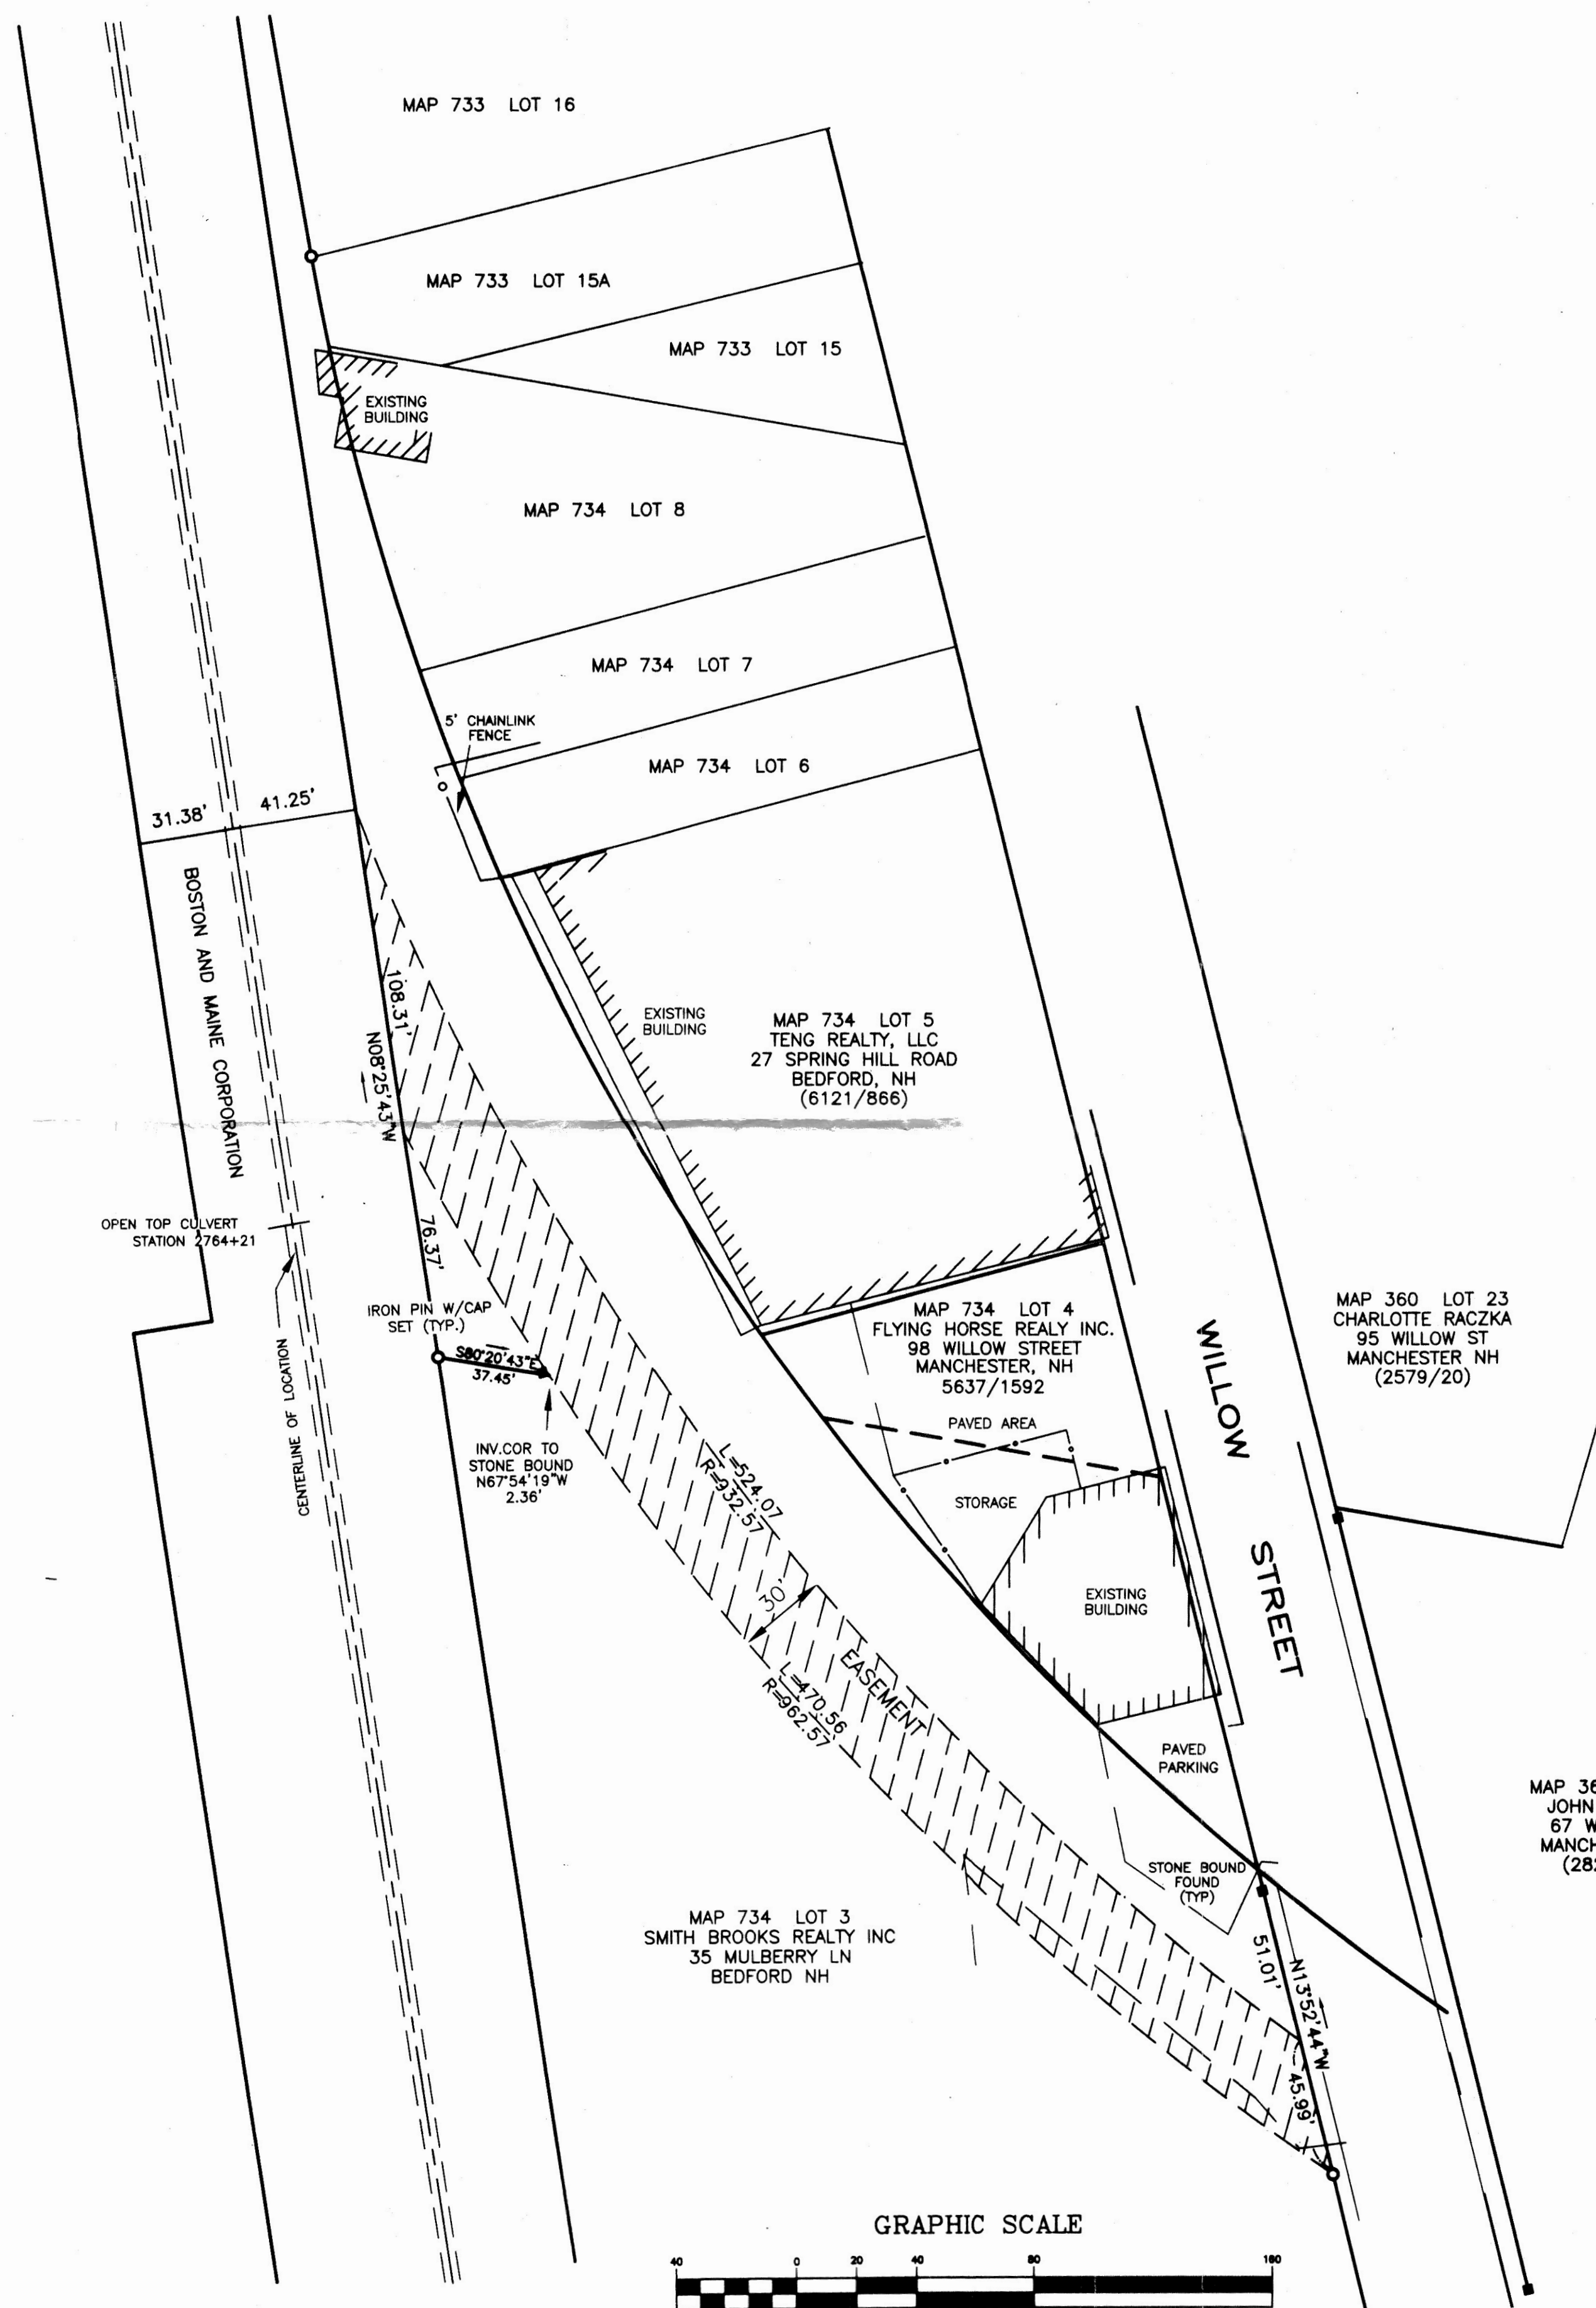 MAP 733 LOT 16
MAP 733 LOT 15A
MAP 733 LOT 15
EXISTING
BUILDING
MAP 734 LOT 8
MAP 734 LOT 7
5' CHAINLINK
FENCE
MAP 734 LOT 6
31.38'
41.25'
BOSTON AND MAINE CORPORATION
108.31'
N08°25'43"W
EXISTING
BUILDING
MAP 734 LOT 5
TENG REALTY, LLC
27 SPRING HILL ROAD
BEDFORD, NH
(6121/866)
OPEN TOP CULVERT
STATION 2764+21
76.37'
IRON PIN W/CAP
SET (TYP.)
S80°20'43"E
37.45'
CENTERLINE OF LOCATION
INV.COR TO
STONE BOUND
N67°54'19"W
2.36'
MAP 734 LOT 4
FLYING HORSE REALY INC.
98 WILLOW STREET
MANCHESTER, NH
5637/1592
WILLOW
STREET
MAP 360 LOT 23
CHARLOTTE RACZKA
95 WILLOW ST
MANCHESTER NH
(2579/20)
PAVED AREA
STORAGE
L=524.07
R=932.57
30'
EXISTING
BUILDING
EASEMENT
L=470.56
R=962.57
PAVED
PARKING
MAP 36
JOHN
67 W
MANCH
(28
STONE BOUND
FOUND
(TYP)
MAP 734 LOT 3
SMITH BROOKS REALTY INC
35 MULBERRY LN
BEDFORD NH
51.01'
N13°52'44"W
45.99'
GRAPHIC SCALE
40 0 20 40 80 160